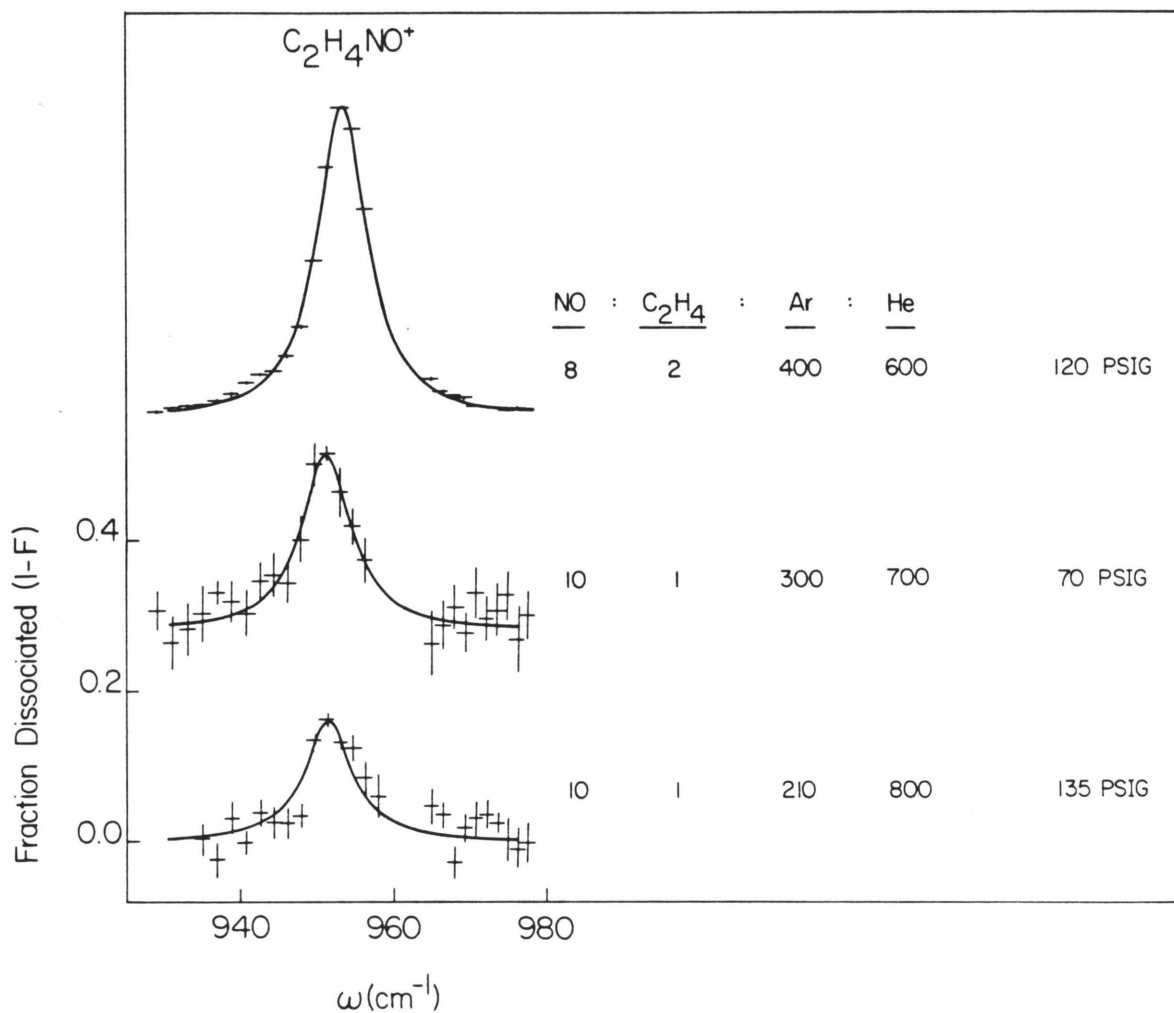 C₂H₄NO⁺
NO : C₂H₄ : Ar : He
8 2 400 600 120 PSIG
10 1 300 700 70 PSIG
10 1 210 800 135 PSIG
Fraction Dissociated (1-F)
0.4
0.2
0.0
940 960 980
ω(cm⁻¹)